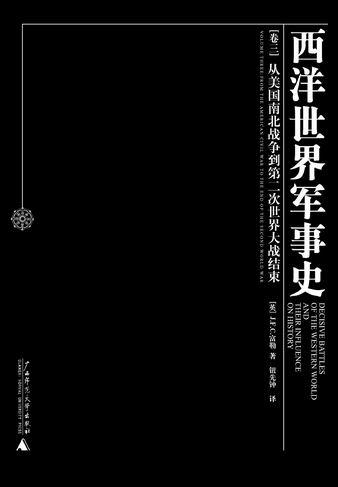 西洋世界军事史
DECISIVE BATTLES
OF THE WESTERN WORLD
AND
THEIR INFLUENCE
ON HISTORY
[卷三] 从美国南北战争到第二次世界大战结束
VOLUME THREE FROM THE AMERICAN CIVIL WAR TO THE END OF THE SECOND WORLD WAR
[英] J.F.C.富勒 著
钮先钟 译
广西师范大学出版社